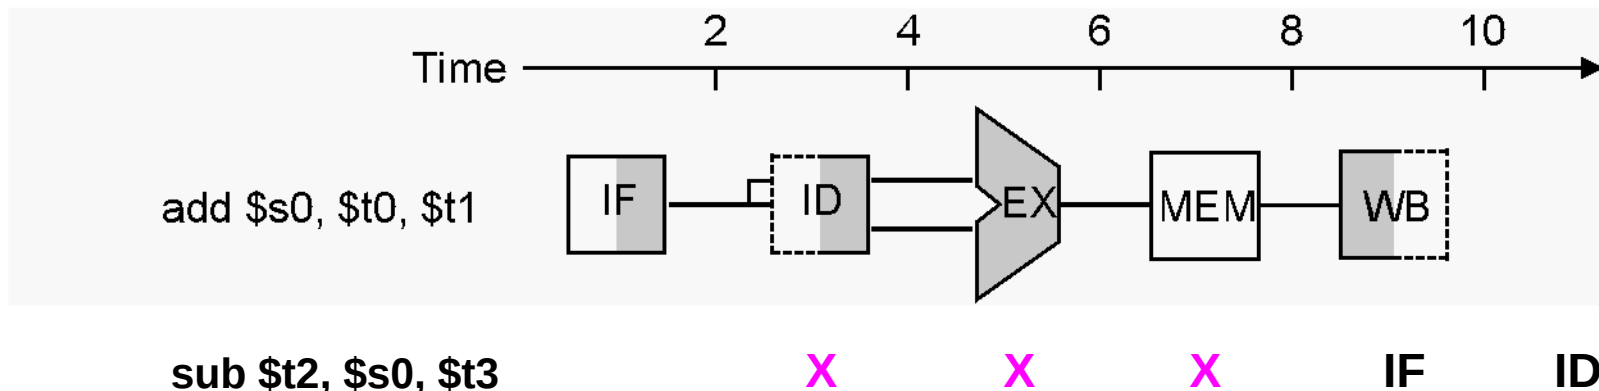 2 4 6 8 10
Time
add $s0, $t0, $t1 IF ID EX MEM WB
sub $t2, $s0, $t3 X X X IF ID